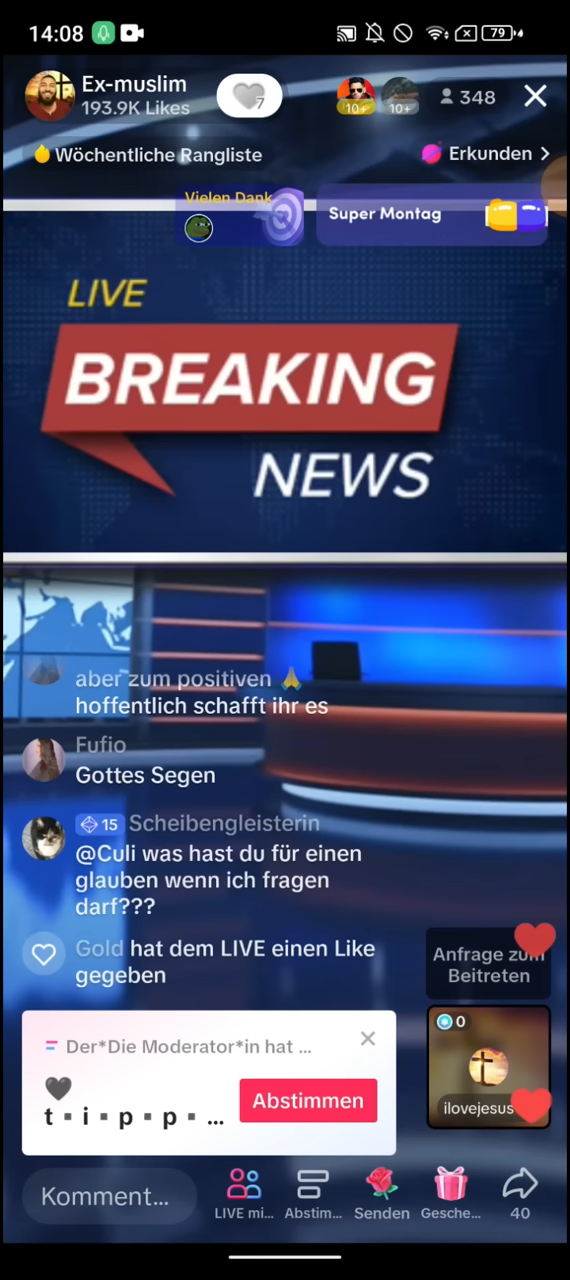 14:08
79
Ex-muslim
193.9K Likes
7
10+
10+
348
Wöchentliche Rangliste
Erkunden
Vielen Dank
Super Montag
LIVE
BREAKING
NEWS
aber zum positiven 🙏
hoffentlich schafft ihr es
Fufio
Gottes Segen
15 Scheibengleisterin
@Culi was hast du für einen
glauben wenn ich fragen
darf???
Gold hat dem LIVE einen Like
gegeben
Anfrage zum
Beitreten
0
ilovejesus
Der*Die Moderator*in hat ...
🖤
t▪i▪p▪p▪...
Abstimmen
Komment...
LIVE mi...
Abstim...
Senden
Gesche...
40